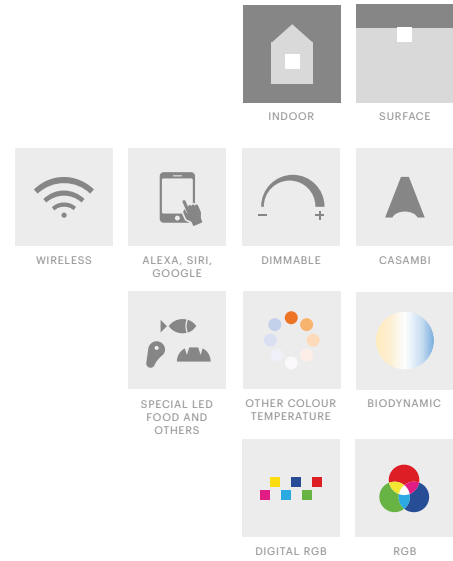 INDOOR
SURFACE
WIRELESS
ALEXA, SIRI,
GOOGLE
DIMMABLE
CASAMBI
SPECIAL LED
FOOD AND
OTHERS
OTHER COLOUR
TEMPERATURE
BIODYNAMIC
DIGITAL RGB
RGB